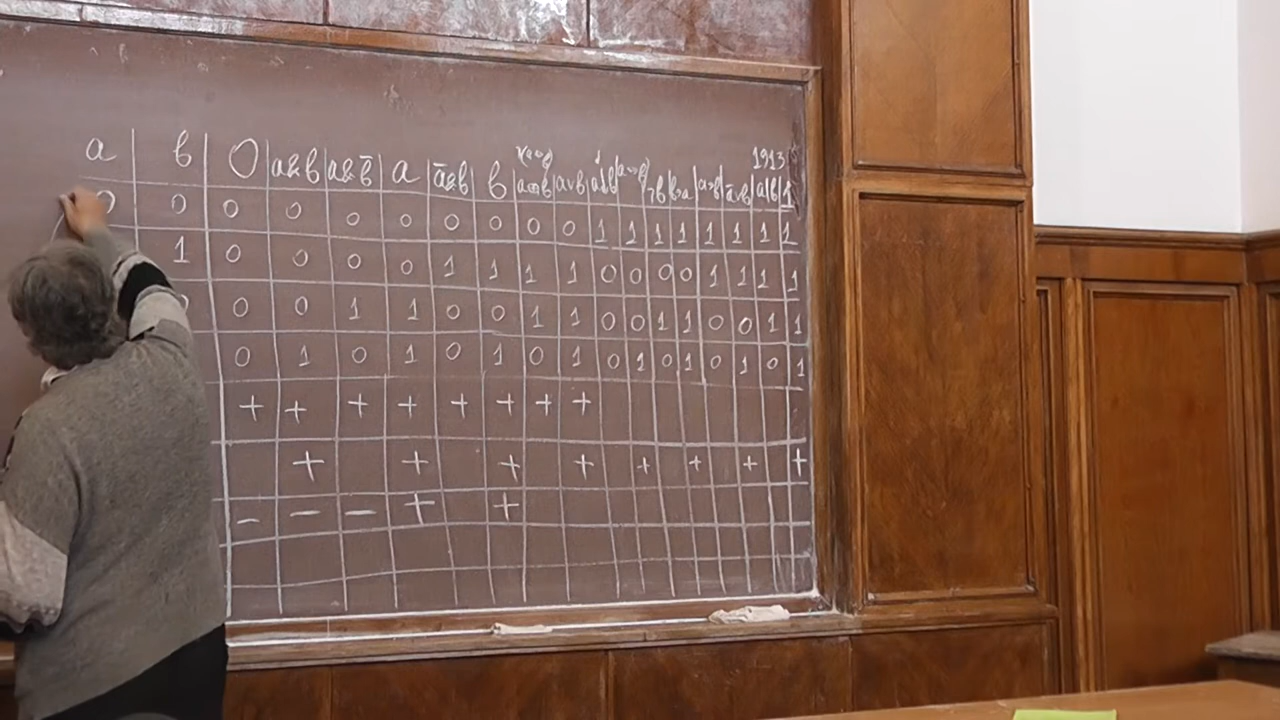 1913
a в 0 a&в a&в̄ a ā&в в a⊕в a∨в a↓в ā∨в a|в 1
0 0 0 0 0 0 0 0 0 0 1 1 1 1 1 1 1 1
1 0 0 0 0 1 1 1 1 0 0 0 0 1 1 1 1
0 0 1 1 0 0 1 1 0 0 1 1 0 0 1 1
0 1 0 1 0 1 0 1 0 1 0 1 0 1 0 1
+ + + + + + + +
+ + + + + + + +
− − − + +